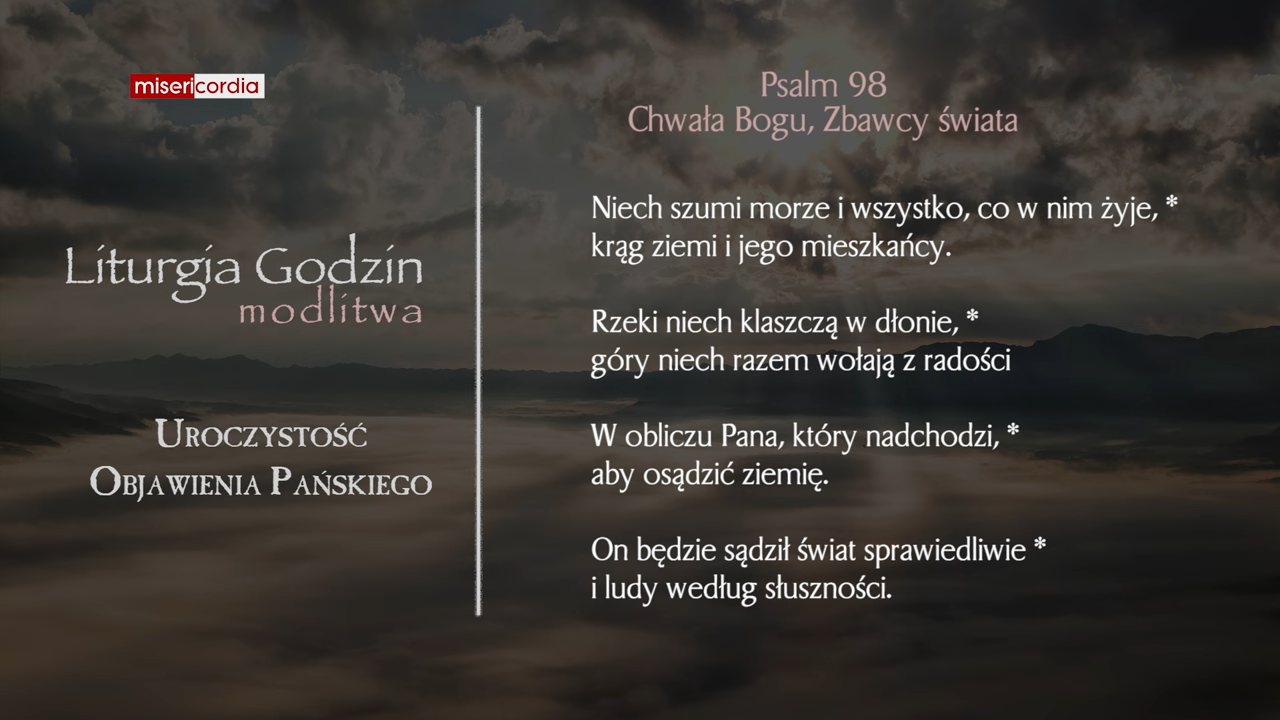 misericordia
Liturgia Godzin
modlitwa
Uroczystość
Objawienia Pańskiego
Psalm 98
Chwała Bogu, Zbawcy świata
Niech szumi morze i wszystko, co w nim żyje, *
krąg ziemi i jego mieszkańcy.
Rzeki niech klaszczą w dłonie, *
góry niech razem wołają z radości
W obliczu Pana, który nadchodzi, *
aby osądzić ziemię.
On będzie sądził świat sprawiedliwie *
i ludy według słuszności.